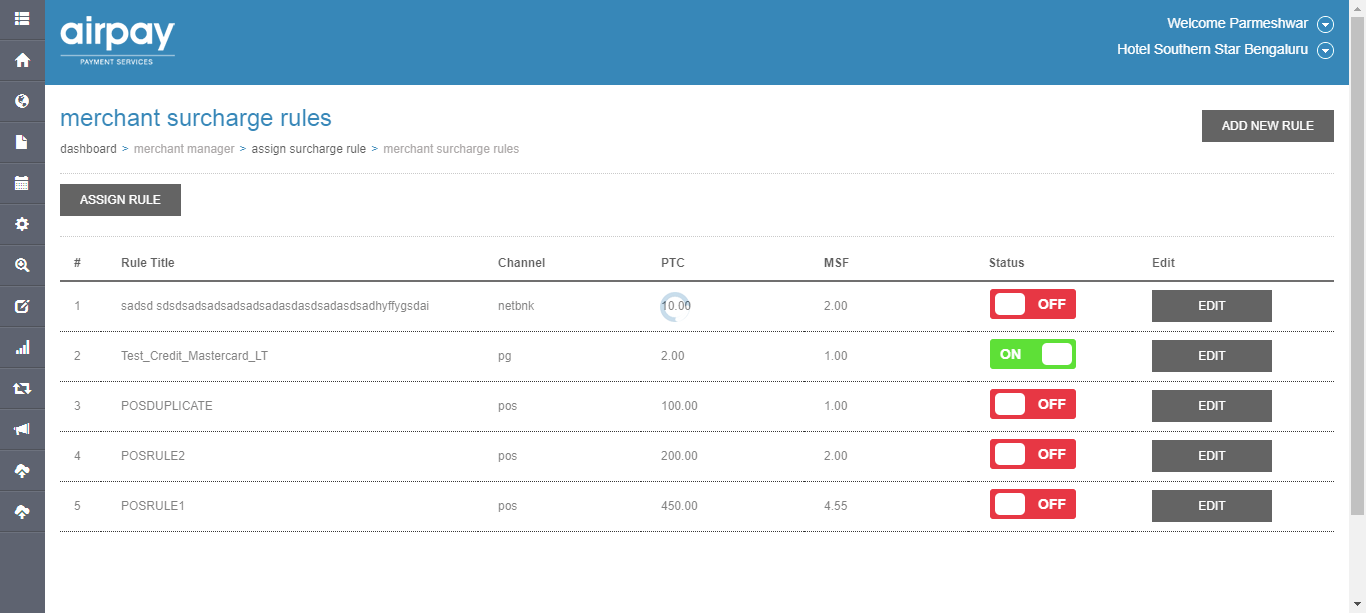 airpay
PAYMENT SERVICES
Welcome Parmeshwar
Hotel Southern Star Bengaluru
merchant surcharge rules
ADD NEW RULE
dashboard > merchant manager > assign surcharge rule > merchant surcharge rules
ASSIGN RULE
# Rule Title Channel PTC MSF Status Edit
1 sadsd sdsdsadsadsadsadsadasdasdsadasdsadhyffygsdai netbnk 10.00 2.00 OFF EDIT
2 Test_Credit_Mastercard_LT pg 2.00 1.00 ON EDIT
3 POSDUPLICATE pos 100.00 1.00 OFF EDIT
4 POSRULE2 pos 200.00 2.00 OFF EDIT
5 POSRULE1 pos 450.00 4.55 OFF EDIT